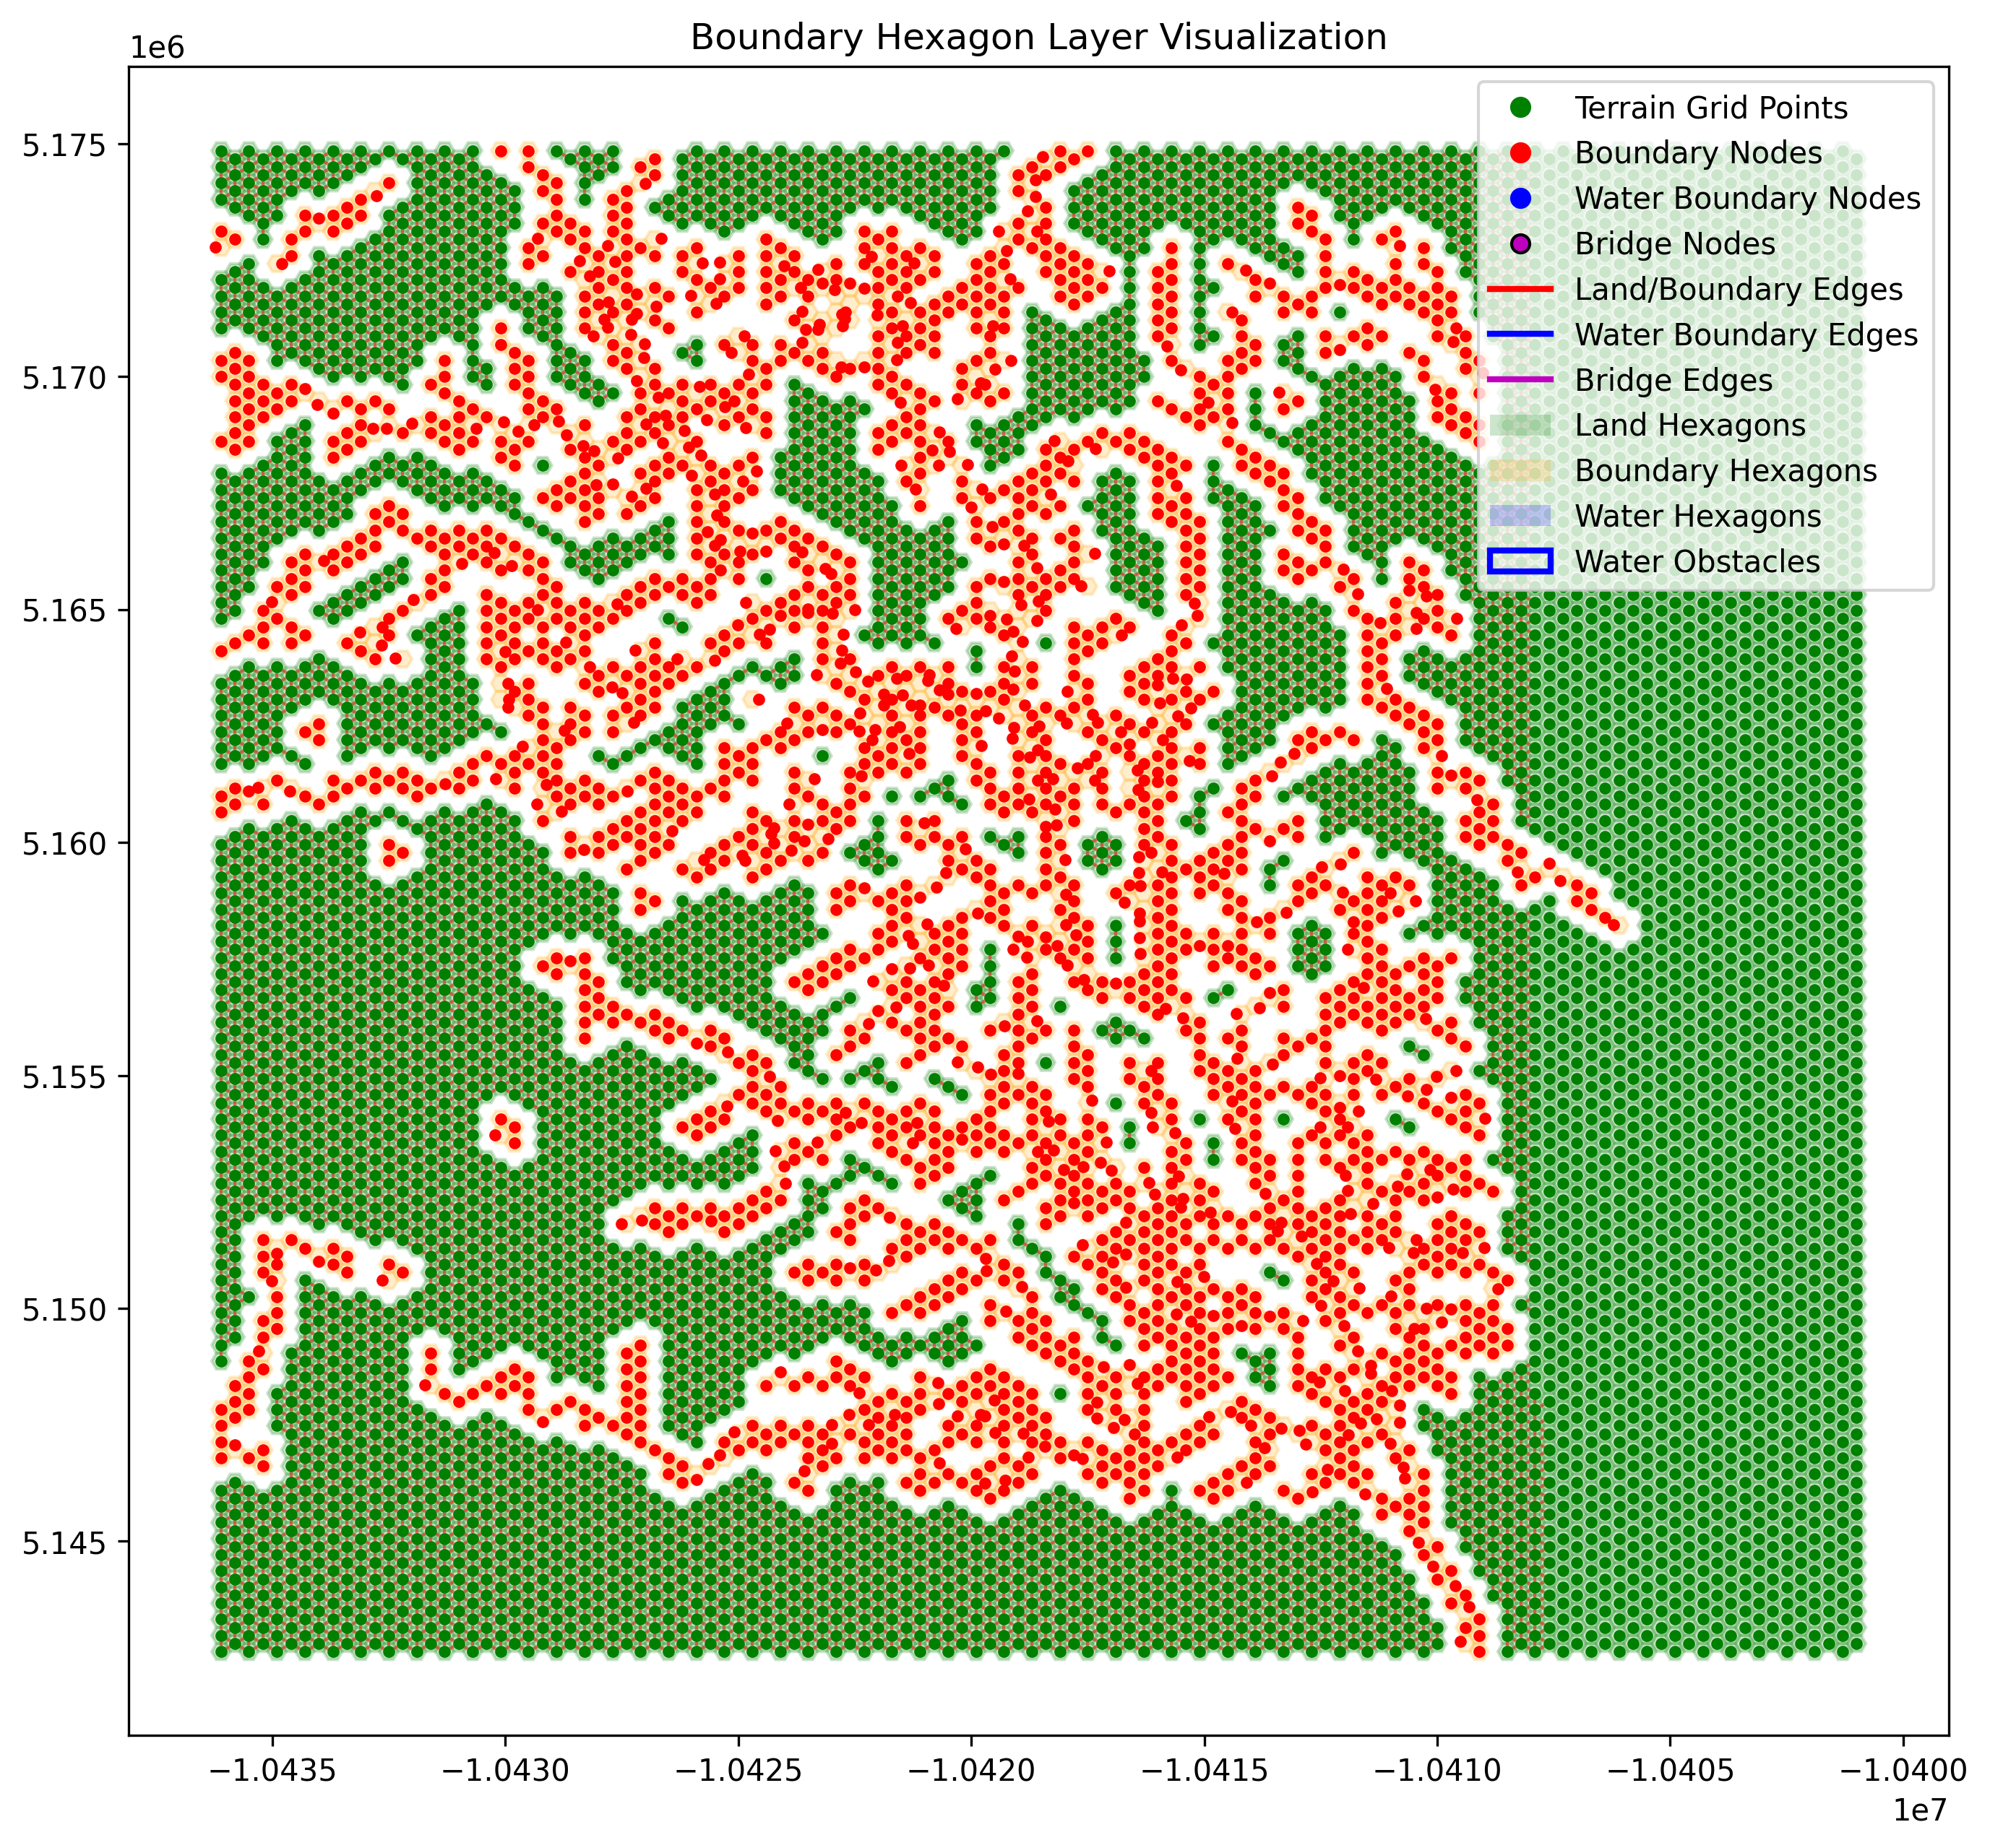 Boundary Hexagon Layer Visualization
1e6
5.175
5.170
5.165
5.160
5.155
5.150
5.145
Terrain Grid Points
Boundary Nodes
Water Boundary Nodes
Bridge Nodes
Land/Boundary Edges
Water Boundary Edges
Bridge Edges
Land Hexagons
Boundary Hexagons
Water Hexagons
Water Obstacles
−1.0435 −1.0430 −1.0425 −1.0420 −1.0415 −1.0410 −1.0405 −1.0400
1e7